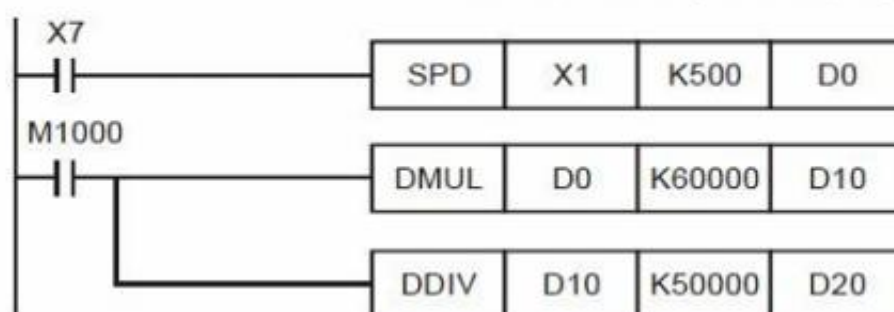 X7
SPD X1 K500 D0
M1000
DMUL D0 K60000 D10
DDIV D10 K50000 D20